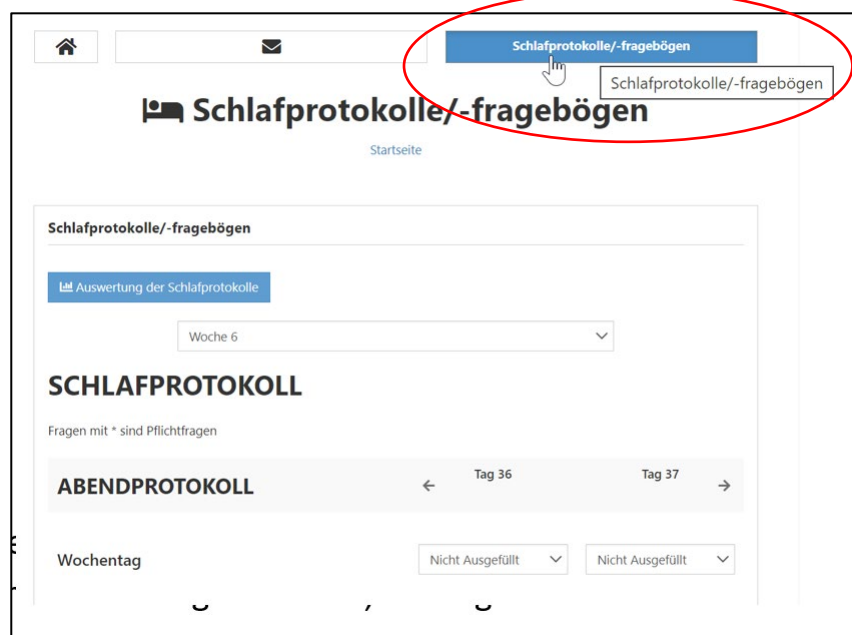 Schlafprotokolle/-fragebögen
Schlafprotokolle/-fragebögen
Schlafprotokolle/-fragebögen
Startseite
Schlafprotokolle/-fragebögen
Auswertung der Schlafprotokolle
Woche 6
SCHLAFPROTOKOLL
Fragen mit * sind Pflichtfragen
ABENDPROTOKOLL
Tag 36 Tag 37
Wochentag
Nicht Ausgefüllt Nicht Ausgefüllt